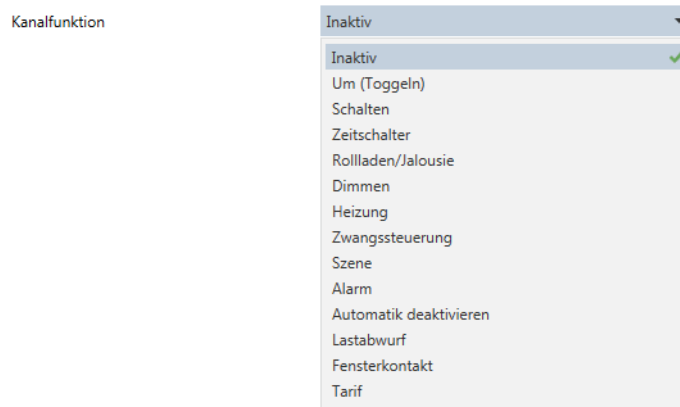 Kanalfunktion Inaktiv
Inaktiv
Um (Toggeln)
Schalten
Zeitschalter
Rollladen/Jalousie
Dimmen
Heizung
Zwangssteuerung
Szene
Alarm
Automatik deaktivieren
Lastabwurf
Fensterkontakt
Tarif